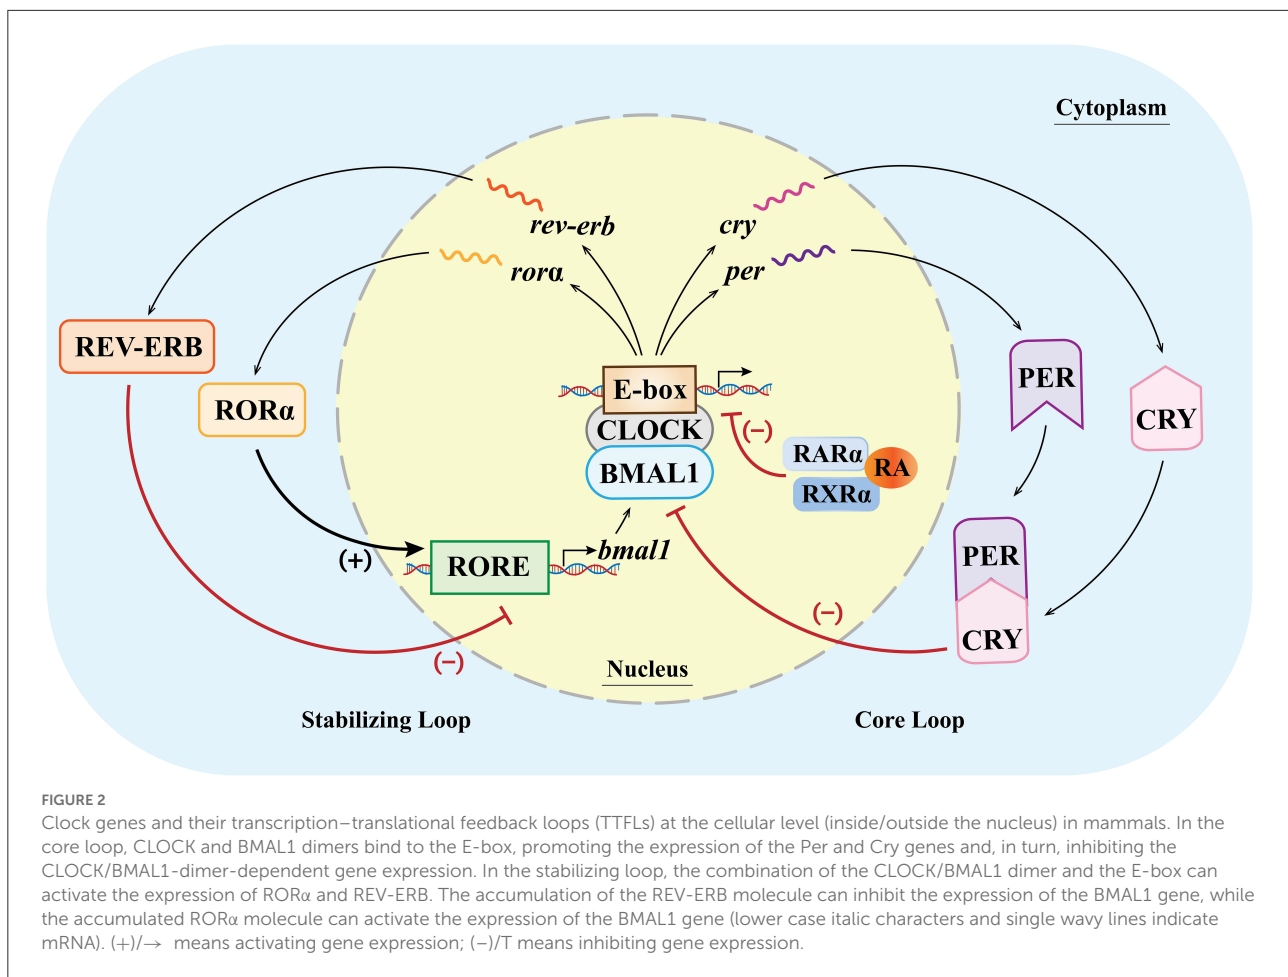 Cytoplasm
rev-erb
cry
rorα
per
REV-ERB
RORα
PER
CRY
E-box
CLOCK
BMAL1
(−)
RARα
RA
RXRα
bmal1
(+)
RORE
PER
CRY
(−)
(−)
Nucleus
Stabilizing Loop
Core Loop
FIGURE 2
Clock genes and their transcription–translational feedback loops (TTFLs) at the cellular level (inside/outside the nucleus) in mammals. In the
core loop, CLOCK and BMAL1 dimers bind to the E-box, promoting the expression of the Per and Cry genes and, in turn, inhibiting the
CLOCK/BMAL1-dimer-dependent gene expression. In the stabilizing loop, the combination of the CLOCK/BMAL1 dimer and the E-box can
activate the expression of RORα and REV-ERB. The accumulation of the REV-ERB molecule can inhibit the expression of the BMAL1 gene, while
the accumulated RORα molecule can activate the expression of the BMAL1 gene (lower case italic characters and single wavy lines indicate
mRNA). (+)/→ means activating gene expression; (−)/T means inhibiting gene expression.